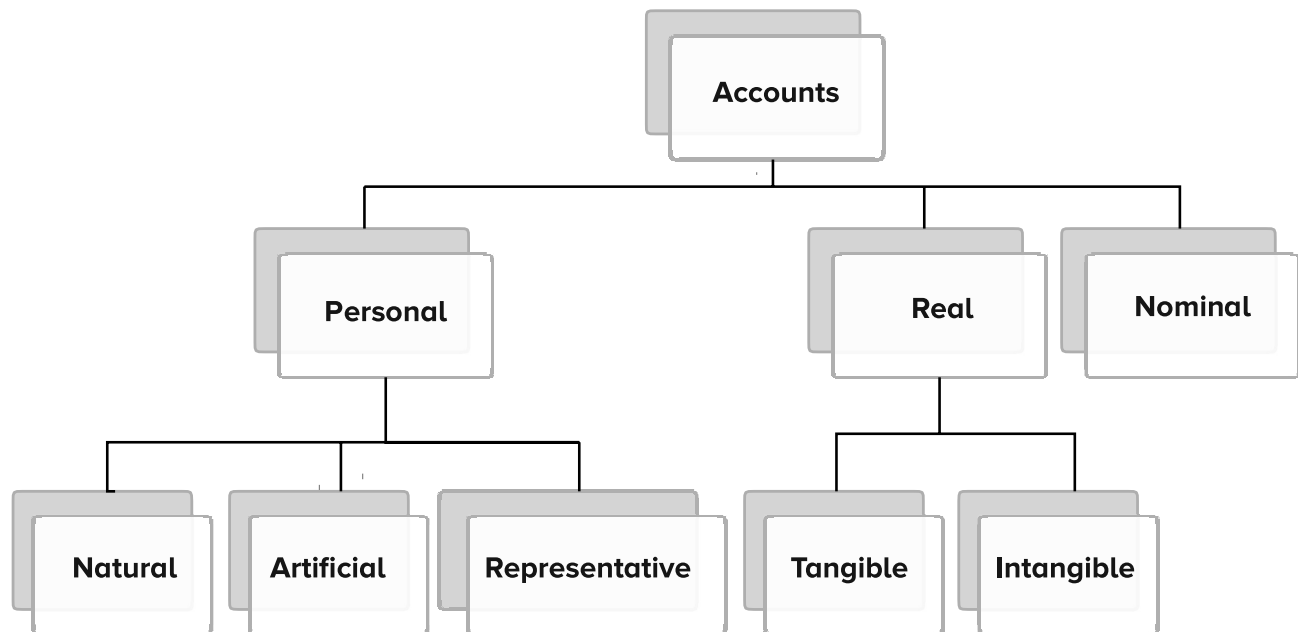 Accounts
Personal
Real
Nominal
Natural
Artificial
Representative
Tangible
Intangible